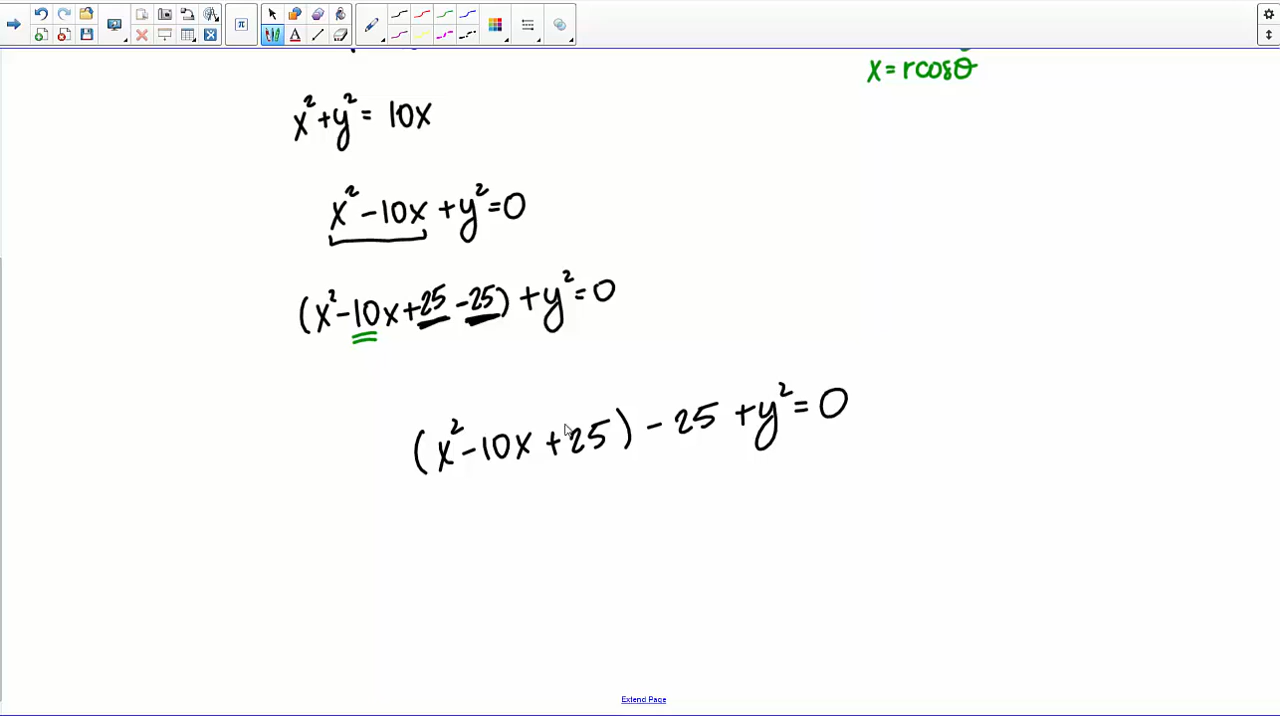 x = rcosθ
x² + y² = 10x
x² - 10x + y² = 0
(x² - 10x + 25 - 25) + y² = 0
(x² - 10x + 25) - 25 + y² = 0
Extend Page